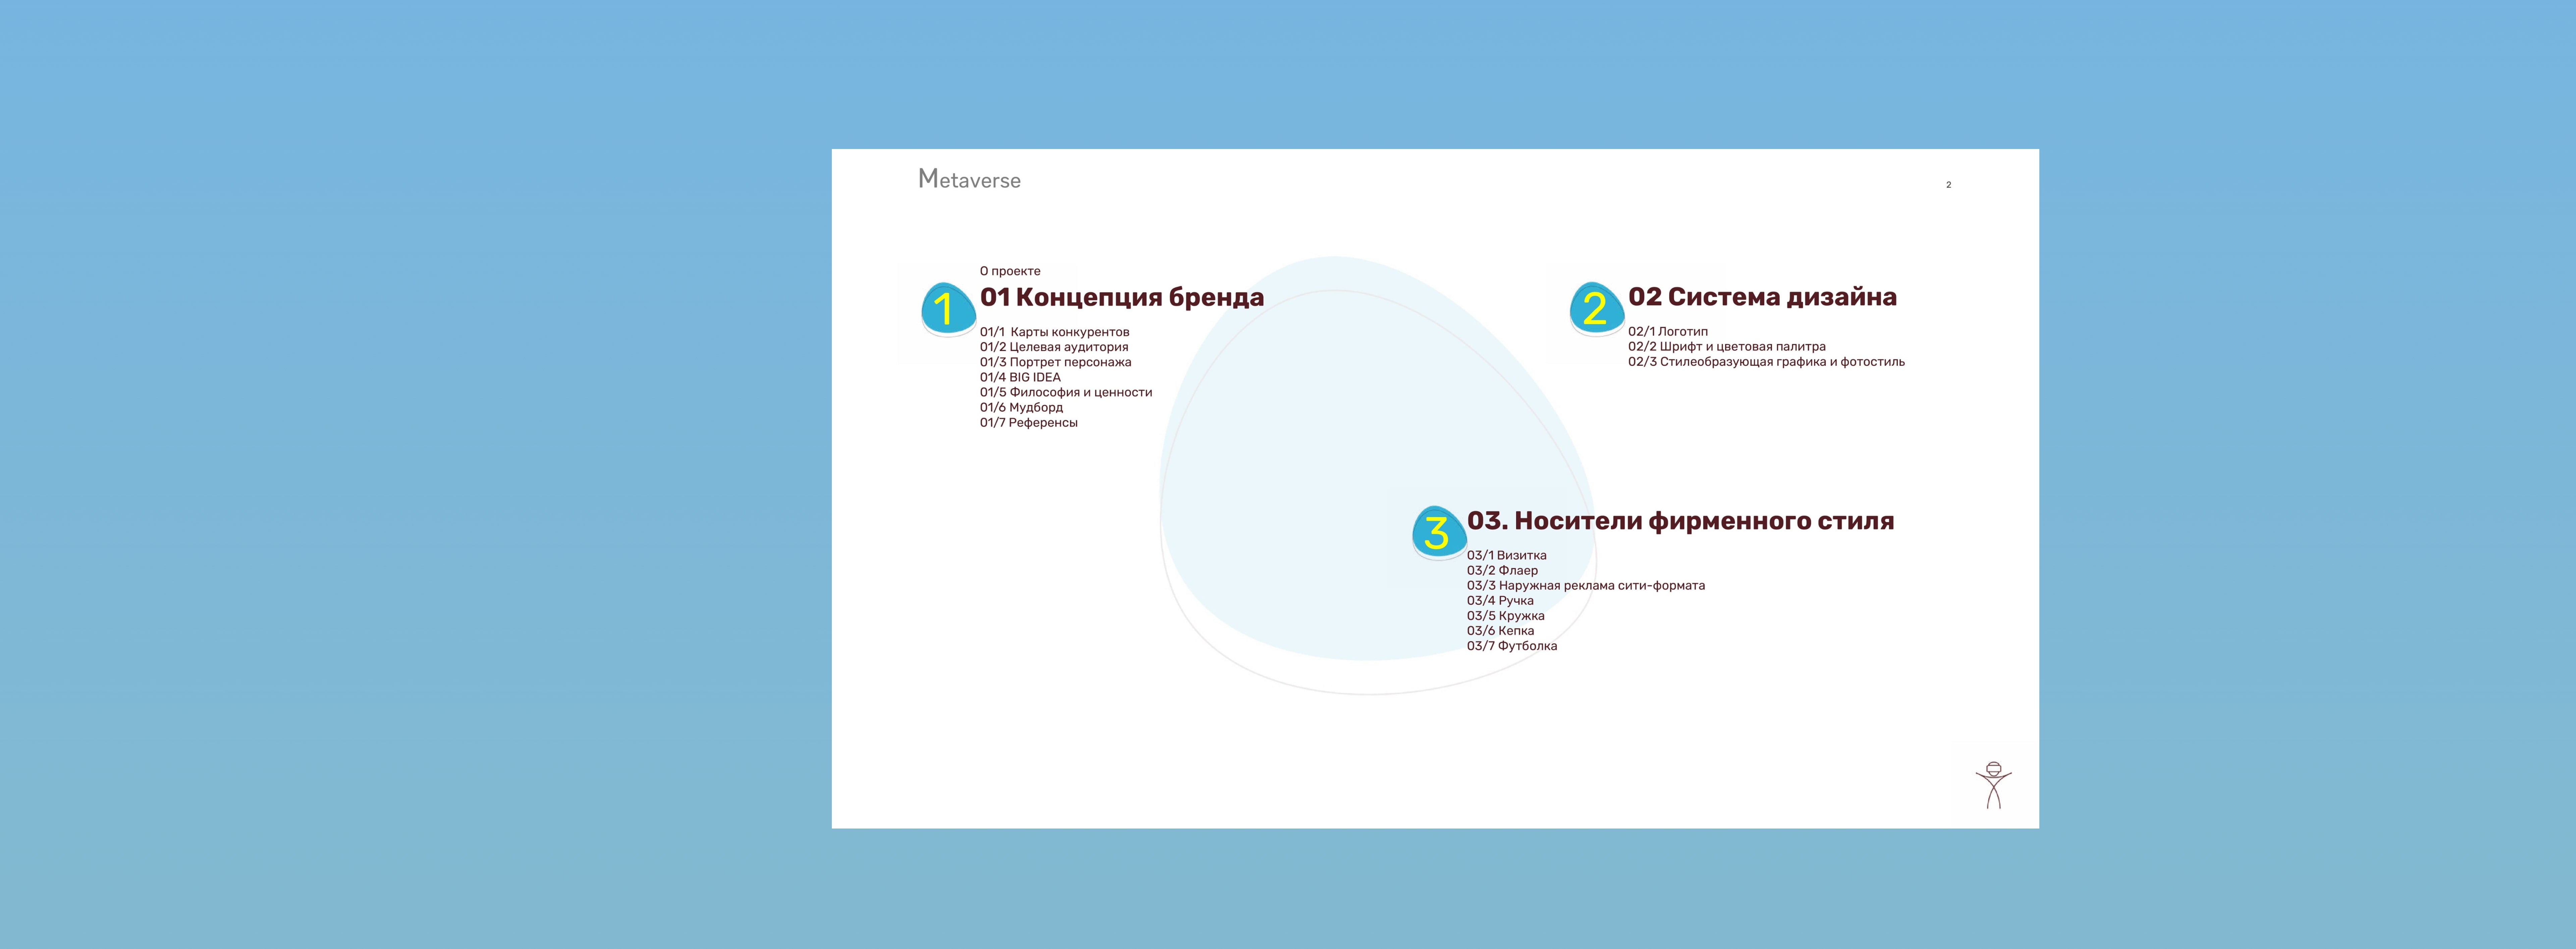 Metaverse
2
О проекте
1
01 Концепция бренда
01/1  Карты конкурентов
01/2 Целевая аудитория
01/3 Портрет персонажа
01/4 BIG IDEA
01/5 Философия и ценности
01/6 Мудборд
01/7 Референсы
2
02 Система дизайна
02/1 Логотип
02/2 Шрифт и цветовая палитра
02/3 Стилеобразующая графика и фотостиль
3
03. Носители фирменного стиля
03/1 Визитка
03/2 Флаер
03/3 Наружная реклама сити-формата
03/4 Ручка
03/5 Кружка
03/6 Кепка
03/7 Футболка